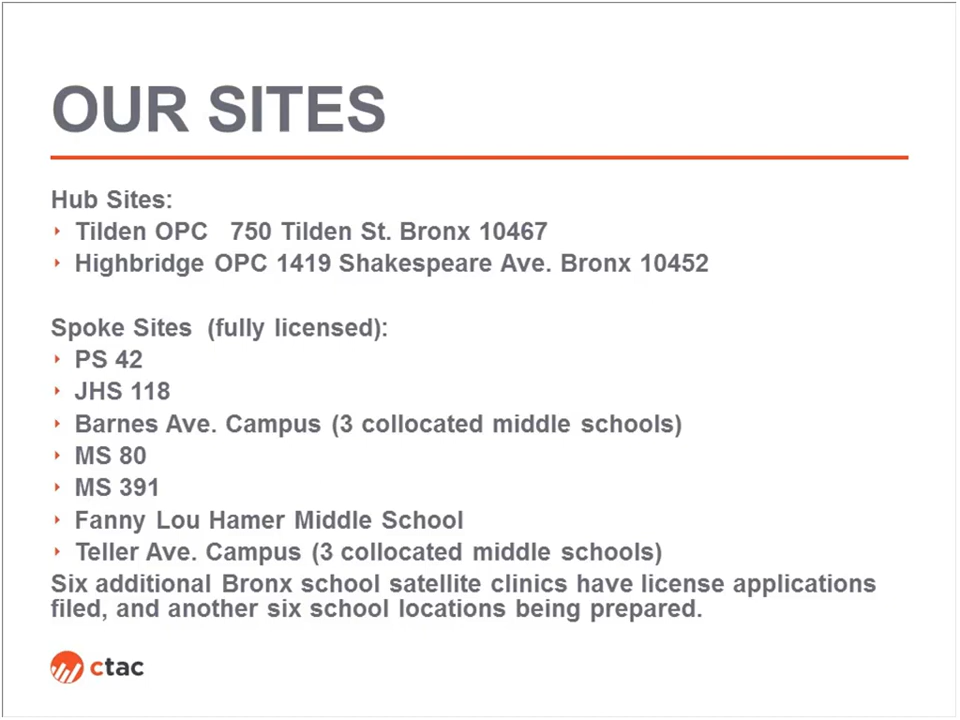 OUR SITES
Hub Sites:
Tilden OPC   750 Tilden St. Bronx 10467
Highbridge OPC 1419 Shakespeare Ave. Bronx 10452
Spoke Sites  (fully licensed):
PS 42
JHS 118
Barnes Ave. Campus (3 collocated middle schools)
MS 80
MS 391
Fanny Lou Hamer Middle School
Teller Ave. Campus (3 collocated middle schools)
Six additional Bronx school satellite clinics have license applications
filed, and another six school locations being prepared.
ctac